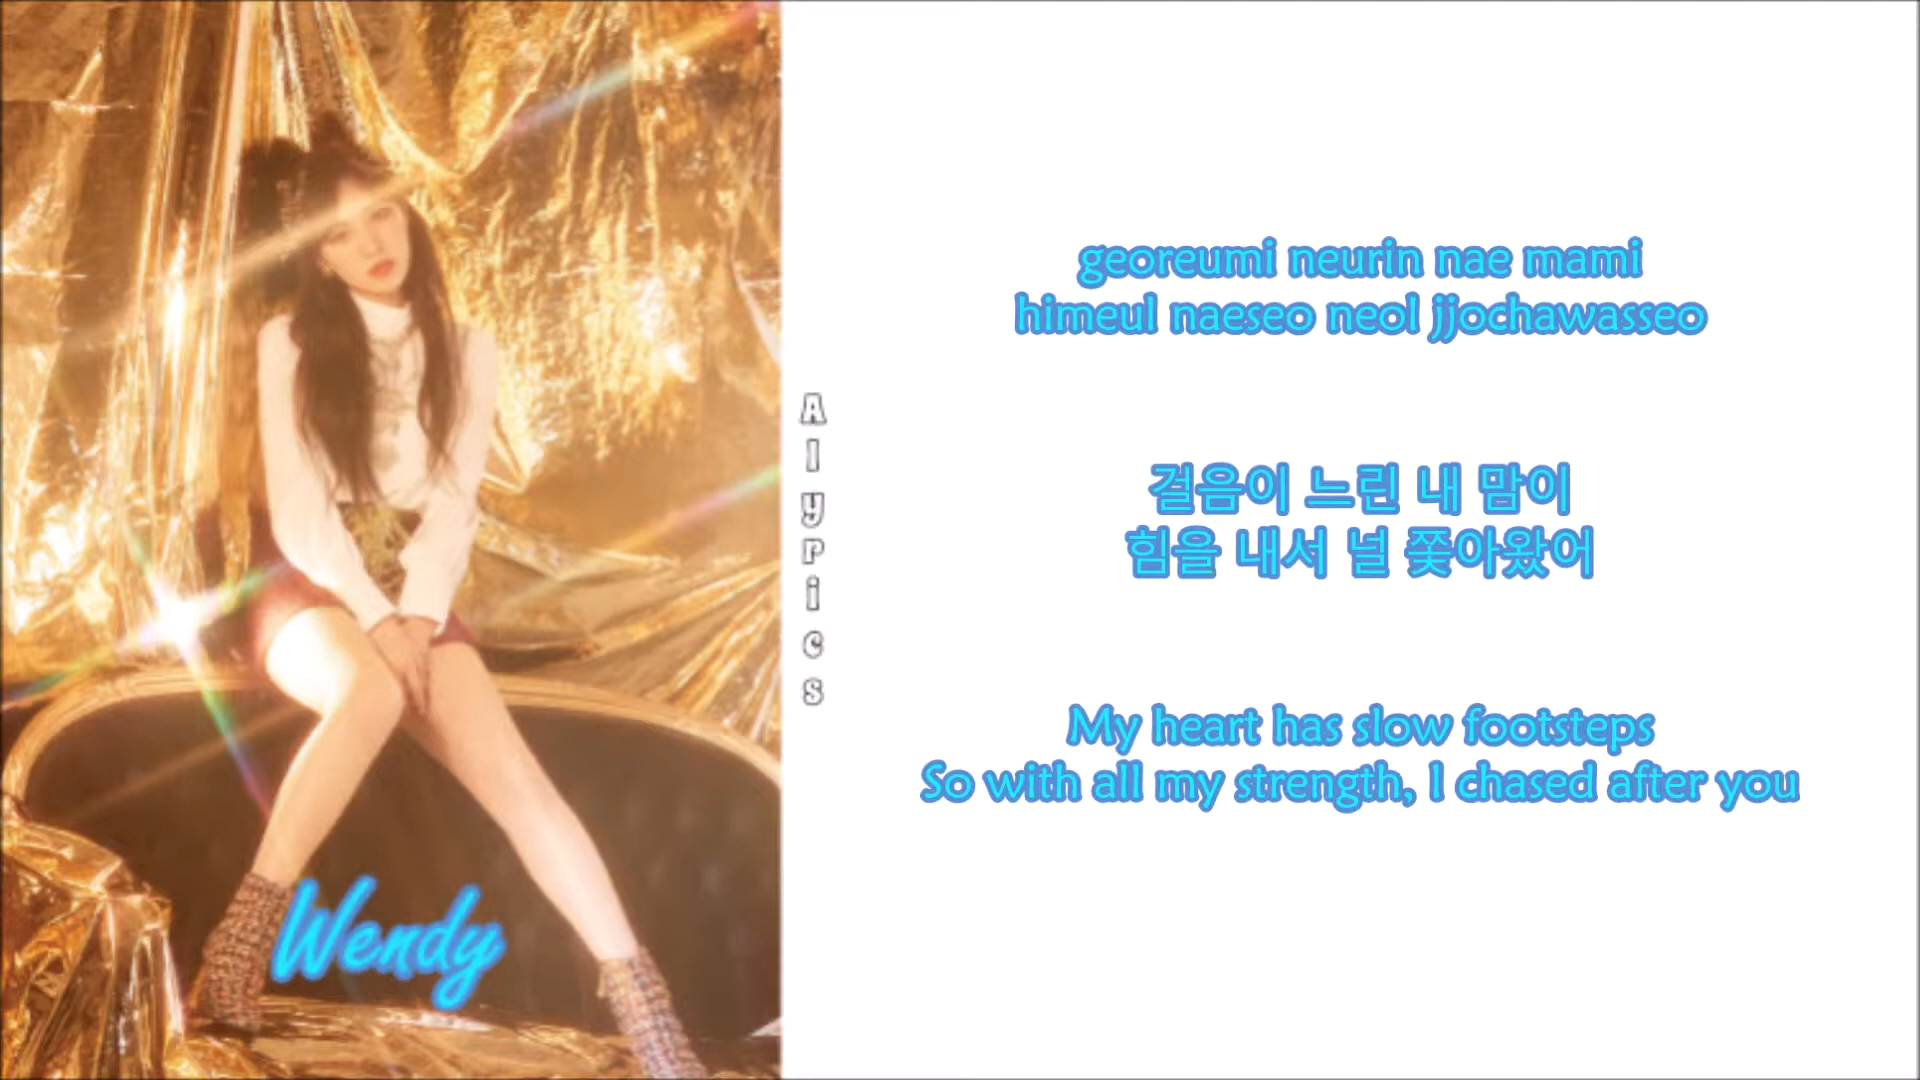 georeumi neurin nae mami
himeul naeseo neol jjochawasseo
Alypics
걸음이 느린 내 맘이
힘을 내서 널 쫓아왔어
My heart has slow footsteps
So with all my strength, I chased after you
Wendy